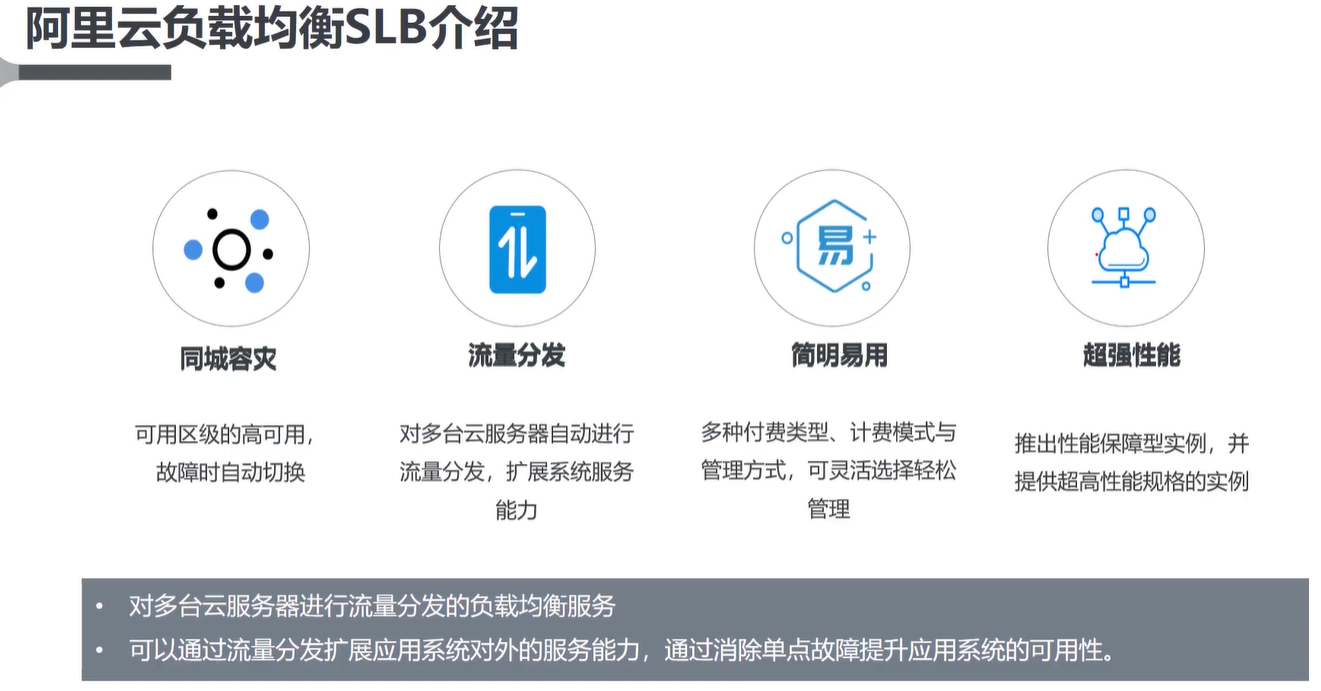 阿里云负载均衡SLB介绍
易
同城容灾
流量分发
简明易用
超强性能
可用区级的高可用，
故障时自动切换
对多台云服务器自动进行
流量分发，扩展系统服务
能力
多种付费类型、计费模式与
管理方式，可灵活选择轻松
管理
推出性能保障型实例，并
提供超高性能规格的实例
• 对多台云服务器进行流量分发的负载均衡服务
• 可以通过流量分发扩展应用系统对外的服务能力，通过消除单点故障提升应用系统的可用性。